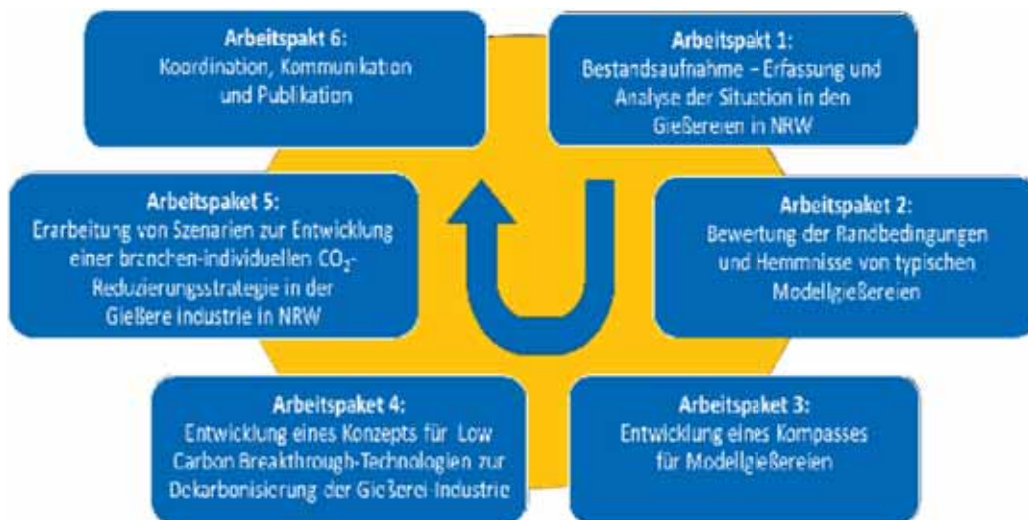 Arbeitspakt 6:
Koordination, Kommunikation
und Publikation
Arbeitspakt 1:
Bestandsaufnahme – Erfassung und
Analyse der Situation in den
Gießereien in NRW
Arbeitspaket 5:
Erarbeitung von Szenarien zur Entwicklung
einer branchen-individuellen CO₂-
Reduzierungsstrategie in der
Gießerei industrie in NRW
Arbeitspaket 2:
Bewertung der Randbedingungen
und Hemmnisse von typischen
Modellgießereien
Arbeitspaket 4:
Entwicklung eines Konzepts für Low
Carbon Breakthrough-Technologien zur
Dekarbonisierung der Gießerei-Industrie
Arbeitspaket 3:
Entwicklung eines Kompasses
für Modellgießereien